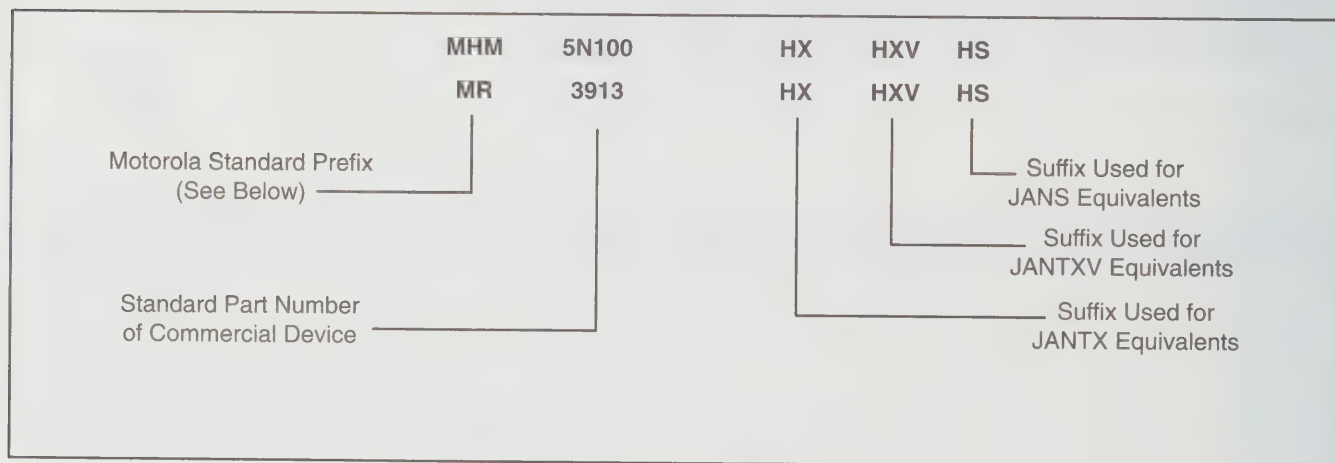 MHM 5N100 HX HXV HS
MR 3913 HX HXV HS
Motorola Standard Prefix
(See Below)
Suffix Used for
JANS Equivalents
Suffix Used for
JANTXV Equivalents
Standard Part Number
of Commercial Device
Suffix Used for
JANTX Equivalents